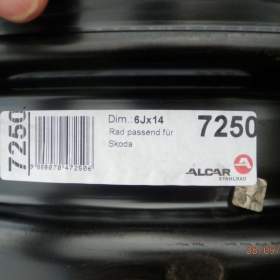 7250
Dim.: 6Jx14
Rad passend für
Skoda
7250
ALCAR
STAHLRAD